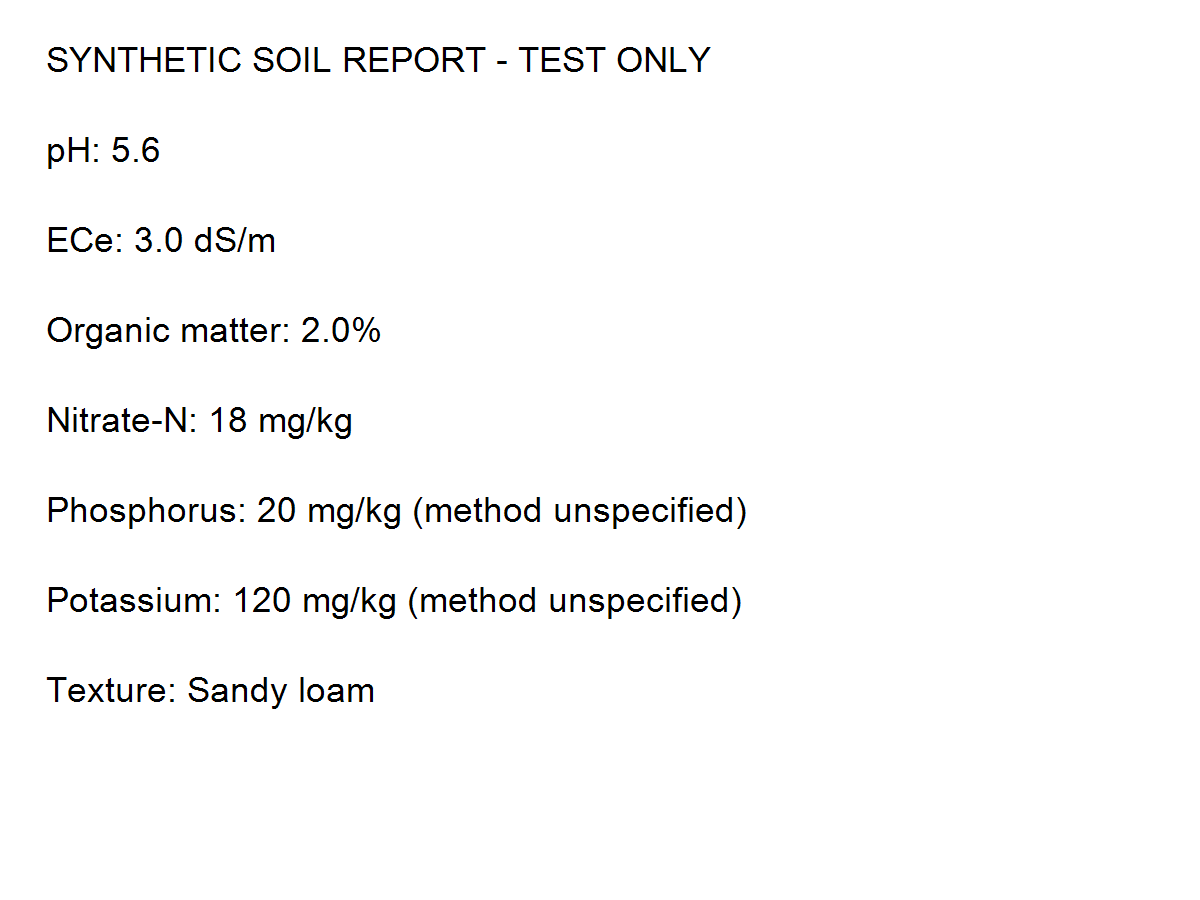 SYNTHETIC SOIL REPORT - TEST ONLY
pH: 5.6
ECe: 3.0 dS/m
Organic matter: 2.0%
Nitrate-N: 18 mg/kg
Phosphorus: 20 mg/kg (method unspecified)
Potassium: 120 mg/kg (method unspecified)
Texture: Sandy loam